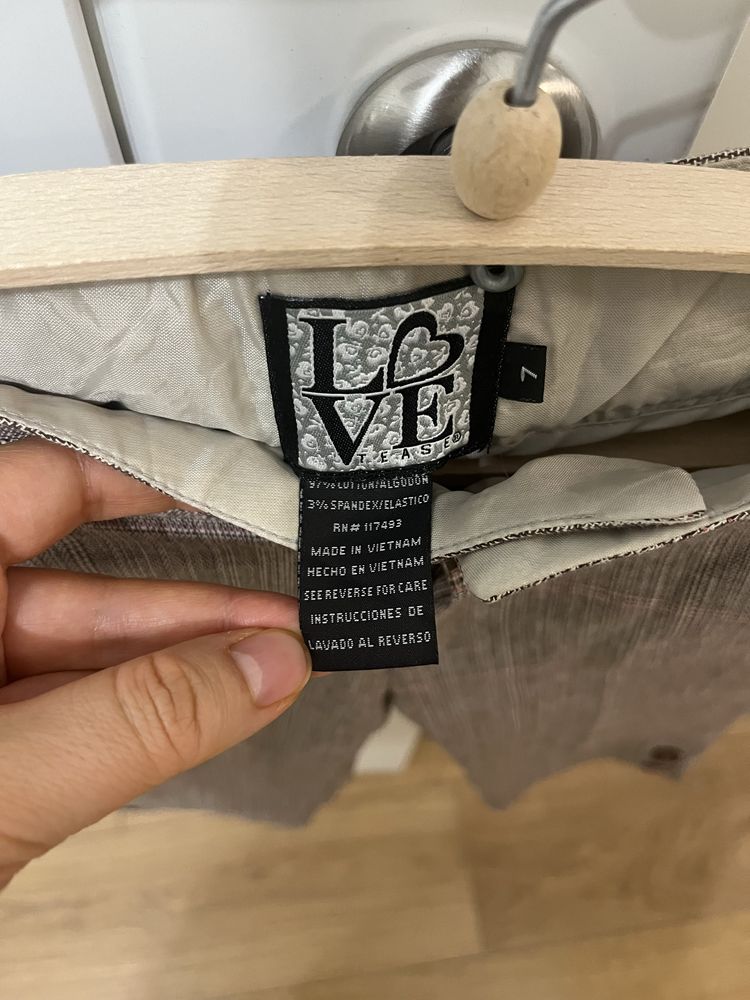 L♥
VE
TEASE®
7
97% COTTON/ALGODON
3% SPANDEX/ELASTICO
RN# 117493
MADE IN VIETNAM
HECHO EN VIETNAM
SEE REVERSE FOR CARE
INSTRUCCIONES DE
LAVADO AL REVERSO